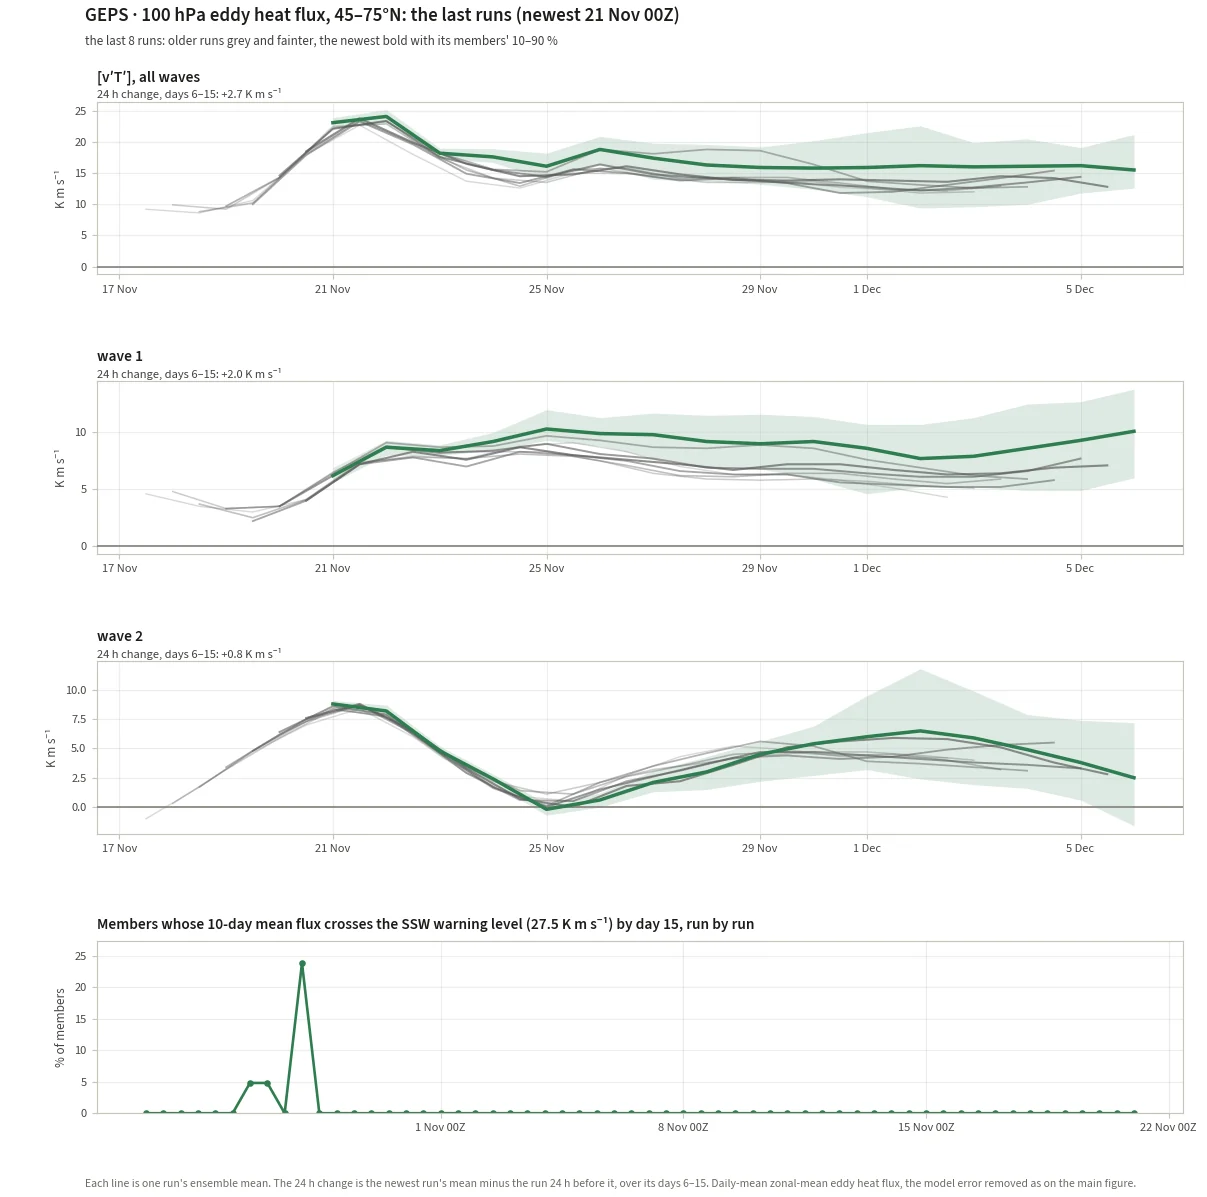 GEPS · 100 hPa eddy heat flux, 45–75°N: the last runs (newest 21 Nov 00Z)
the last 8 runs: older runs grey and fainter, the newest bold with its members' 10–90 %
[v′T′], all waves
24 h change, days 6–15: +2.7 K m s⁻¹
25
20
15
10
5
0
K m s⁻¹
17 Nov 21 Nov 25 Nov 29 Nov 1 Dec 5 Dec
wave 1
24 h change, days 6–15: +2.0 K m s⁻¹
10
5
0
K m s⁻¹
17 Nov 21 Nov 25 Nov 29 Nov 1 Dec 5 Dec
wave 2
24 h change, days 6–15: +0.8 K m s⁻¹
10.0
7.5
5.0
2.5
0.0
K m s⁻¹
17 Nov 21 Nov 25 Nov 29 Nov 1 Dec 5 Dec
Members whose 10-day mean flux crosses the SSW warning level (27.5 K m s⁻¹) by day 15, run by run
25
20
15
10
5
0
% of members
1 Nov 00Z 8 Nov 00Z 15 Nov 00Z 22 Nov 00Z
Each line is one run's ensemble mean. The 24 h change is the newest run's mean minus the run 24 h before it, over its days 6–15. Daily-mean zonal-mean eddy heat flux, the model error removed as on the main figure.